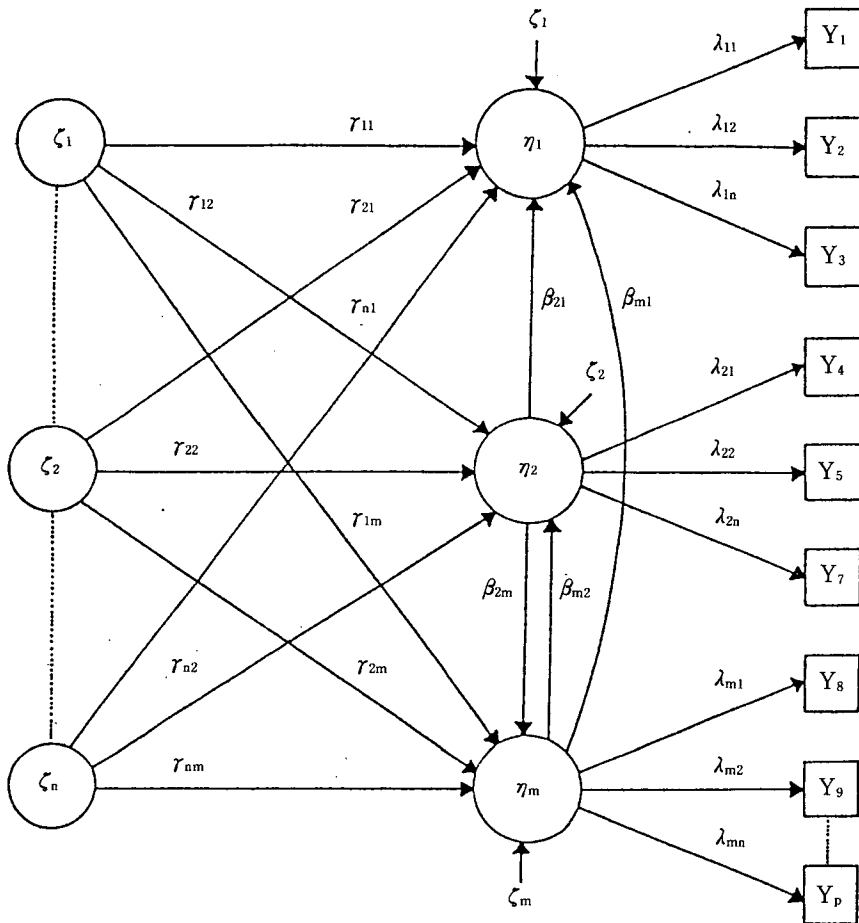 ζ₁
λ₁₁
Y₁
ζ₁
γ₁₁
η₁
λ₁₂
Y₂
γ₁₂
γ₂₁
λ₁ₙ
Y₃
γₙ₁
β₂₁
βₘ₁
ζ₂
λ₂₁
Y₄
ζ₂
γ₂₂
η₂
λ₂₂
Y₅
γ₁ₘ
λ₂ₙ
Y₇
β₂ₘ
βₘ₂
γₙ₂
γ₂ₘ
λₘ₁
Y₈
ζₙ
γₙₘ
ηₘ
λₘ₂
Y₉
λₘₙ
ζₘ
Yₚ